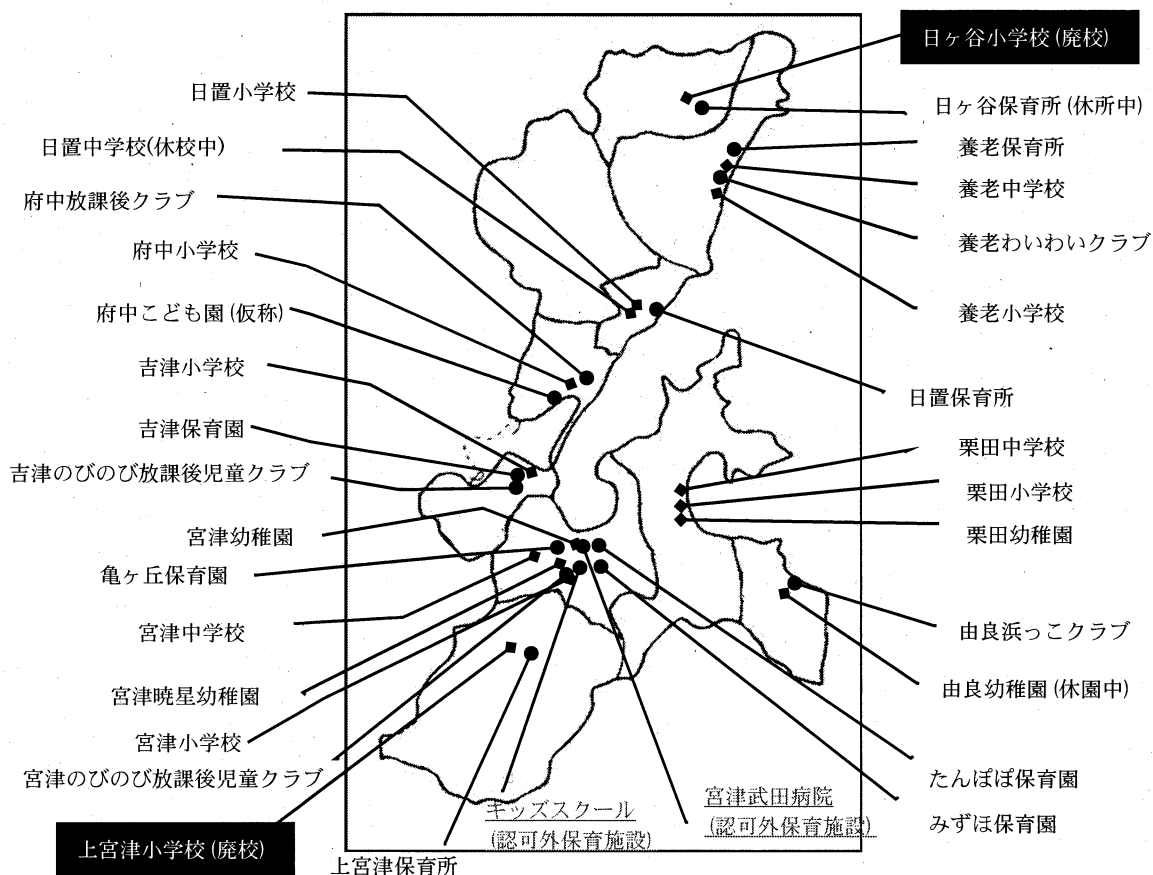 日置小学校
日置中学校(休校中)
府中放課後クラブ
府中小学校
府中こども園(仮称)
吉津小学校
吉津保育園
吉津のびのび放課後児童クラブ
宮津幼稚園
亀ヶ丘保育園
宮津中学校
宮津暁星幼稚園
宮津小学校
宮津のびのび放課後児童クラブ
上宮津小学校(廃校)
上宮津保育所
キッズスクール
(認可外保育施設)
宮津武田病院
(認可外保育施設)
日ヶ谷小学校(廃校)
日ヶ谷保育所(休所中)
養老保育所
養老中学校
養老わいわいクラブ
養老小学校
日置保育所
栗田中学校
栗田小学校
栗田幼稚園
由良浜っこクラブ
由良幼稚園(休園中)
たんぽぽ保育園
みずほ保育園